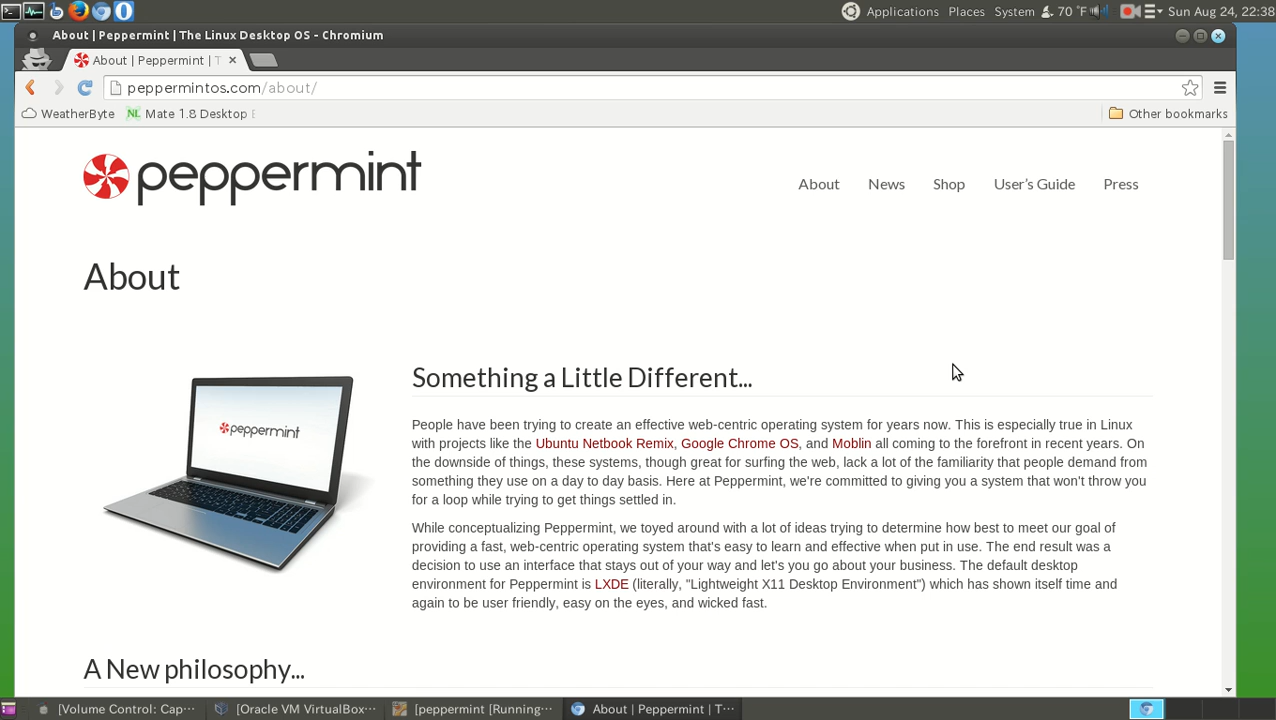 Applications Places System 70 °F Sun Aug 24, 22:38
About | Peppermint | The Linux Desktop OS - Chromium
About | Peppermint | T
peppermintos.com/about/
WeatherByte NL Mate 1.8 Desktop E Other bookmarks
peppermint
About News Shop User's Guide Press
About
peppermint
Something a Little Different...
People have been trying to create an effective web-centric operating system for years now. This is especially true in Linux
with projects like the Ubuntu Netbook Remix, Google Chrome OS, and Moblin all coming to the forefront in recent years. On
the downside of things, these systems, though great for surfing the web, lack a lot of the familiarity that people demand from
something they use on a day to day basis. Here at Peppermint, we're committed to giving you a system that won't throw you
for a loop while trying to get things settled in.
While conceptualizing Peppermint, we toyed around with a lot of ideas trying to determine how best to meet our goal of
providing a fast, web-centric operating system that's easy to learn and effective when put in use. The end result was a
decision to use an interface that stays out of your way and let's you go about your business. The default desktop
environment for Peppermint is LXDE (literally, "Lightweight X11 Desktop Environment") which has shown itself time and
again to be user friendly, easy on the eyes, and wicked fast.
A New philosophy...
[Volume Control: Cap... [Oracle VM VirtualBox... [peppermint [Running... About | Peppermint | T...